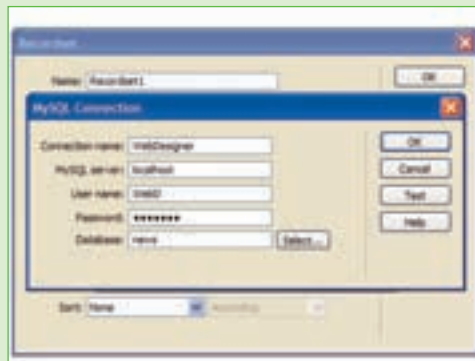 Recordset
Name: Recordset1
OK
MySQL Connection
Connection name: WebDesigner
OK
MySQL server: localhost
Cancel
User name: WebD
Test
Password: •••••••
Help
Database: news
Select...
Sort: None
Ascending